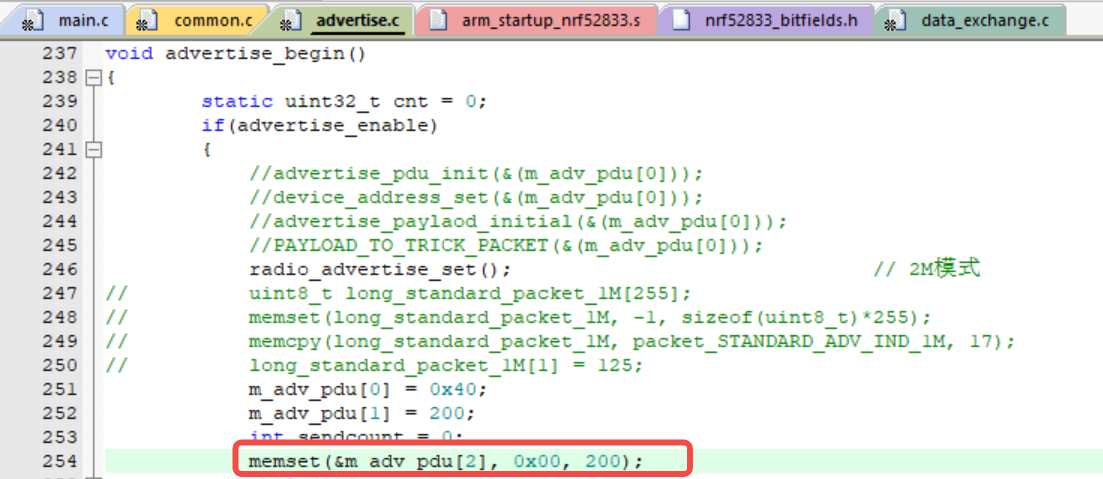 main.c common.c advertise.c arm_startup_nrf52833.s nrf52833_bitfields.h data_exchange.c
237 void advertise_begin()
238 {
239 static uint32_t cnt = 0;
240 if(advertise_enable)
241 {
242 //advertise_pdu_init(&(m_adv_pdu[0]));
243 //device_address_set(&(m_adv_pdu[0]));
244 //advertise_paylaod_initial(&(m_adv_pdu[0]));
245 //PAYLOAD_TO_TRICK_PACKET(&(m_adv_pdu[0]));
246 radio_advertise_set(); // 2M模式
247 // uint8_t long_standard_packet_1M[255];
248 // memset(long_standard_packet_1M, -1, sizeof(uint8_t)*255);
249 // memcpy(long_standard_packet_1M, packet_STANDARD_ADV_IND_1M, 17);
250 // long_standard_packet_1M[1] = 125;
251 m_adv_pdu[0] = 0x40;
252 m_adv_pdu[1] = 200;
253 int sendcount = 0;
254 memset(&m_adv_pdu[2], 0x00, 200);